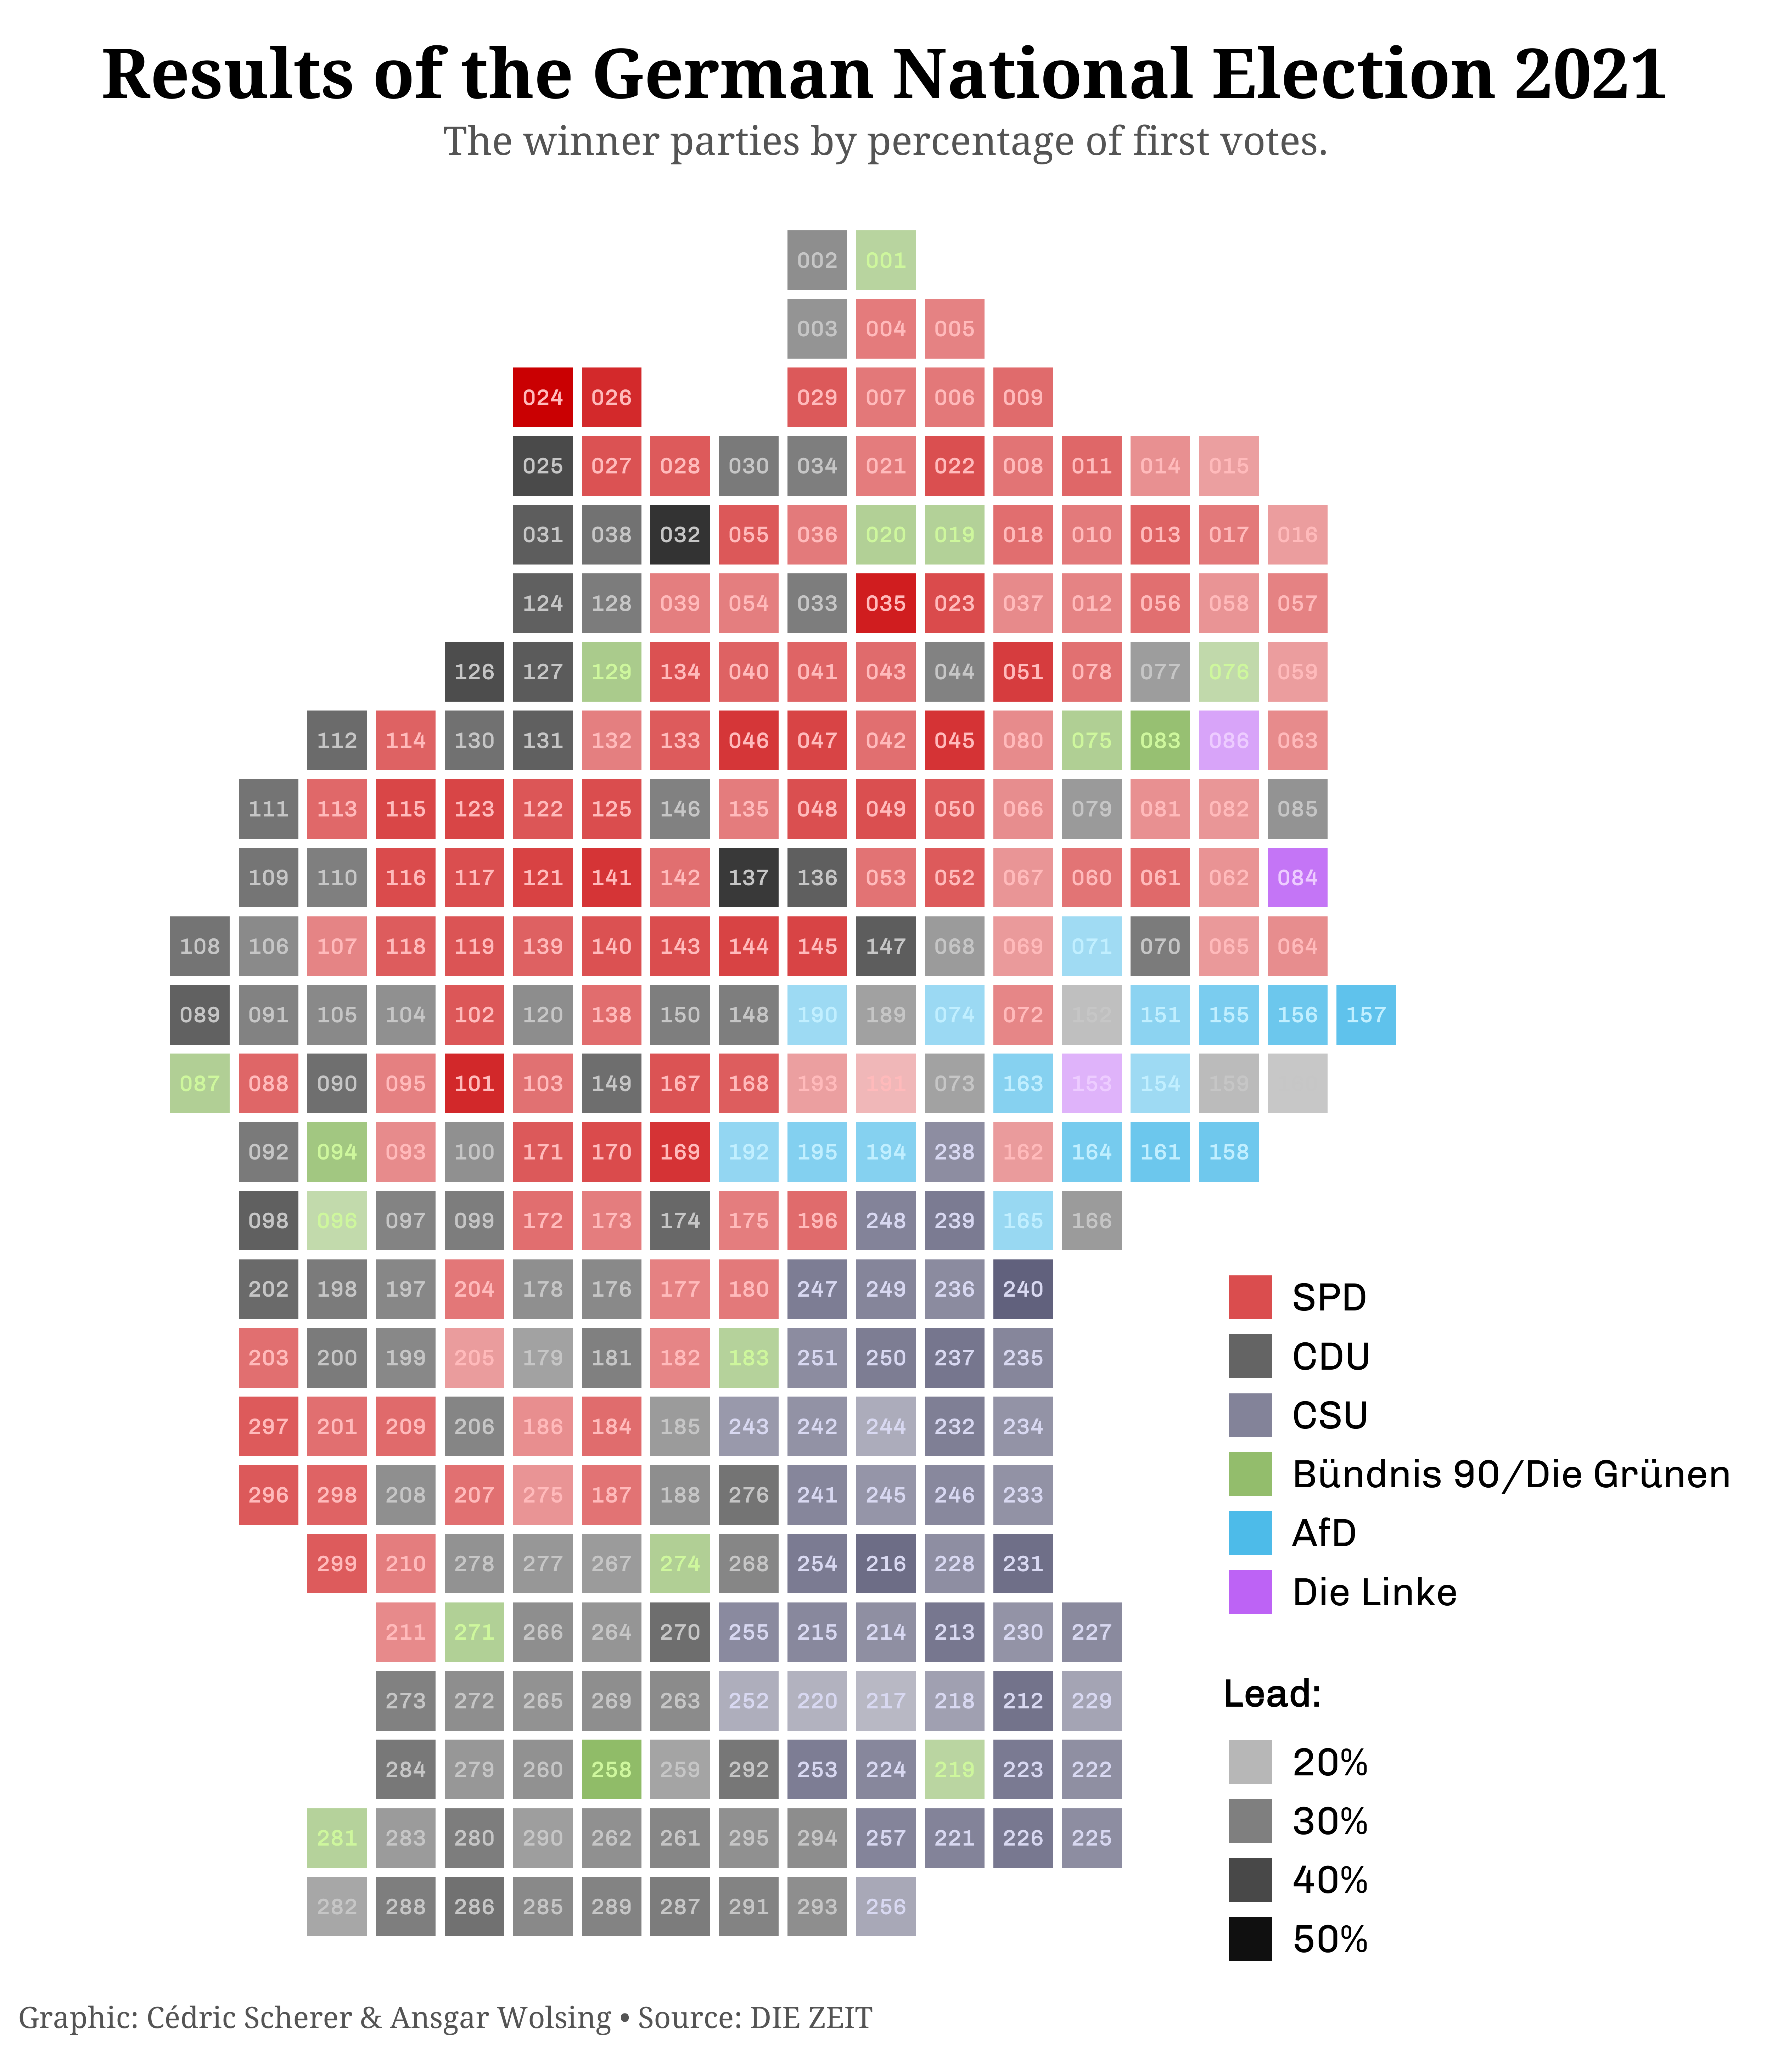 Results of the German National Election 2021
The winner parties by percentage of first votes.
002 001
003 004 005
024 026 029 007 006 009
025 027 028 030 034 021 022 008 011 014 015
031 038 032 055 036 020 019 018 010 013 017 016
124 128 039 054 033 035 023 037 012 056 058 057
126 127 129 134 040 041 043 044 051 078 077 076 059
112 114 130 131 132 133 046 047 042 045 080 075 083 086 063
111 113 115 123 122 125 146 135 048 049 050 066 079 081 082 085
109 110 116 117 121 141 142 137 136 053 052 067 060 061 062 084
108 106 107 118 119 139 140 143 144 145 147 068 069 071 070 065 064
089 091 105 104 102 120 138 150 148 190 189 074 072 152 151 155 156 157
087 088 090 095 101 103 149 167 168 193 191 073 163 153 154 159
092 094 093 100 171 170 169 192 195 194 238 162 164 161 158
098 096 097 099 172 173 174 175 196 248 239 165 166
202 198 197 204 178 176 177 180 247 249 236 240
203 200 199 205 179 181 182 183 251 250 237 235
297 201 209 206 186 184 185 243 242 244 232 234
296 298 208 207 275 187 188 276 241 245 246 233
299 210 278 277 267 274 268 254 216 228 231
211 271 266 264 270 255 215 214 213 230 227
273 272 265 269 263 252 220 217 218 212 229
284 279 260 258 259 292 253 224 219 223 222
281 283 280 290 262 261 295 294 257 221 226 225
282 288 286 285 289 287 291 293 256
SPD
CDU
CSU
Bündnis 90/Die Grünen
AfD
Die Linke
Lead:
20%
30%
40%
50%
Graphic: Cédric Scherer & Ansgar Wolsing • Source: DIE ZEIT